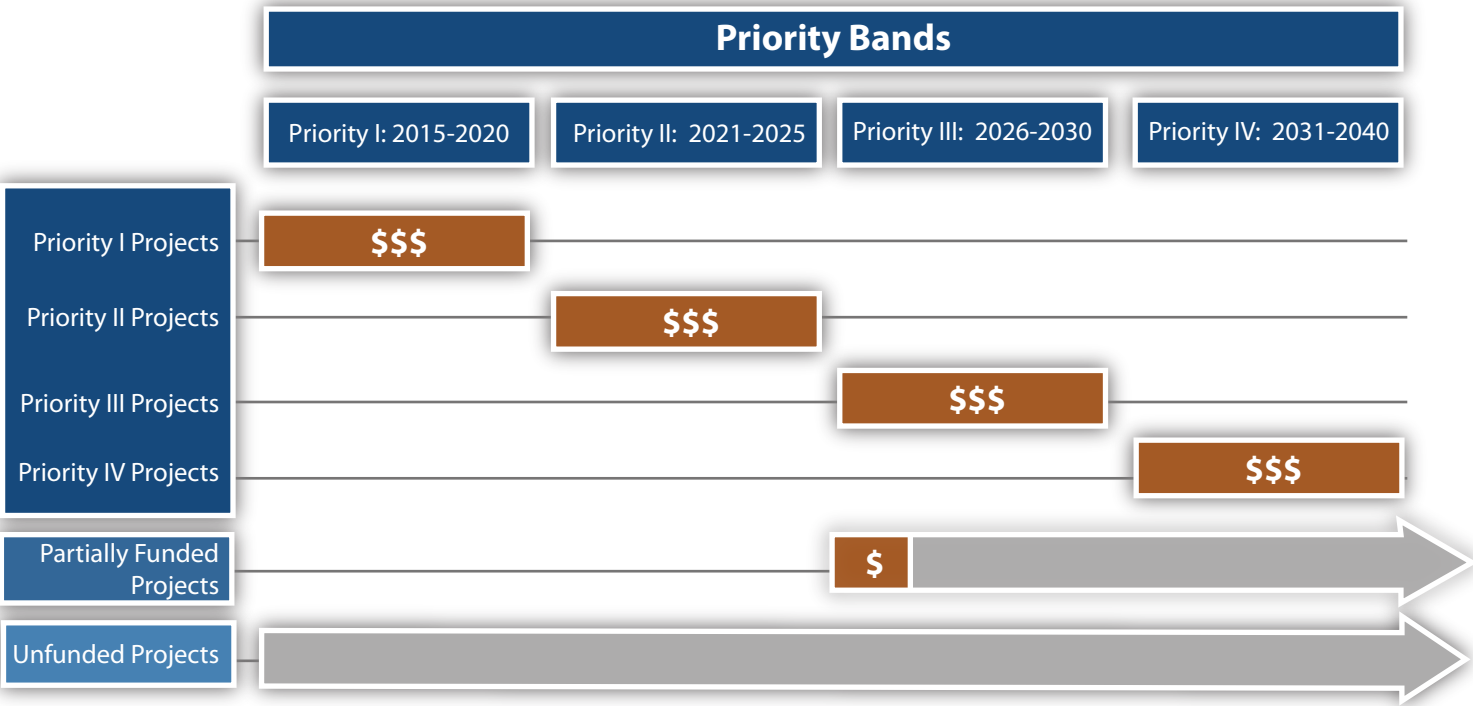 Priority Bands
Priority I: 2015-2020
Priority II: 2021-2025
Priority III: 2026-2030
Priority IV: 2031-2040
Priority I Projects
$$$
Priority II Projects
$$$
Priority III Projects
$$$
Priority IV Projects
$$$
Partially Funded
Projects
$
Unfunded Projects